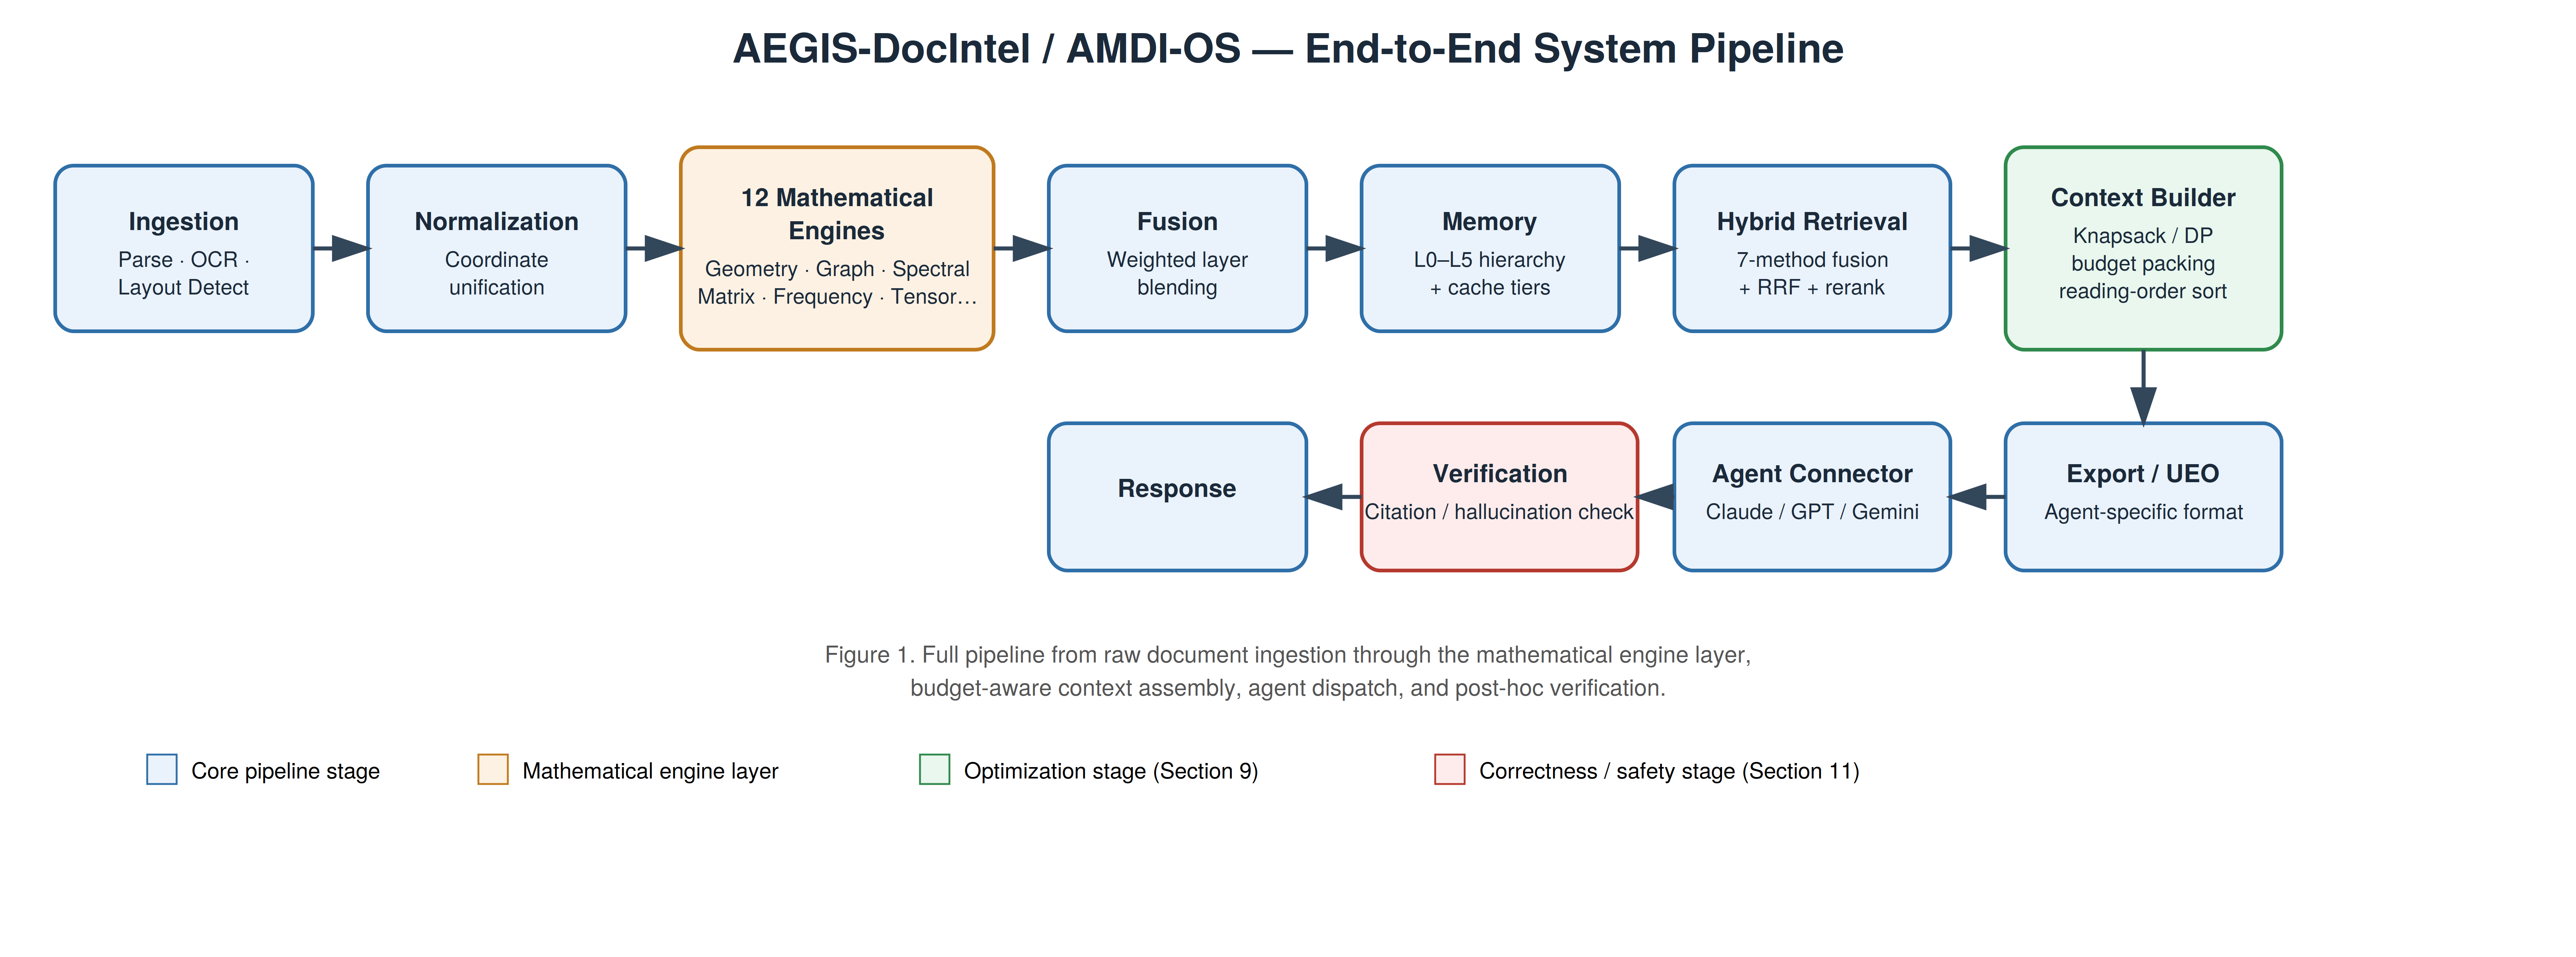 AEGIS-DocIntel / AMDI-OS — End-to-End System Pipeline
Ingestion
Parse · OCR ·
Layout Detect
Normalization
Coordinate
unification
12 Mathematical
Engines
Geometry · Graph · Spectral
Matrix · Frequency · Tensor…
Fusion
Weighted layer
blending
Memory
L0–L5 hierarchy
+ cache tiers
Hybrid Retrieval
7-method fusion
+ RRF + rerank
Context Builder
Knapsack / DP
budget packing
reading-order sort
Export / UEO
Agent-specific format
Agent Connector
Claude / GPT / Gemini
Verification
Citation / hallucination check
Response
Figure 1. Full pipeline from raw document ingestion through the mathematical engine layer,
budget-aware context assembly, agent dispatch, and post-hoc verification.
Core pipeline stage
Mathematical engine layer
Optimization stage (Section 9)
Correctness / safety stage (Section 11)